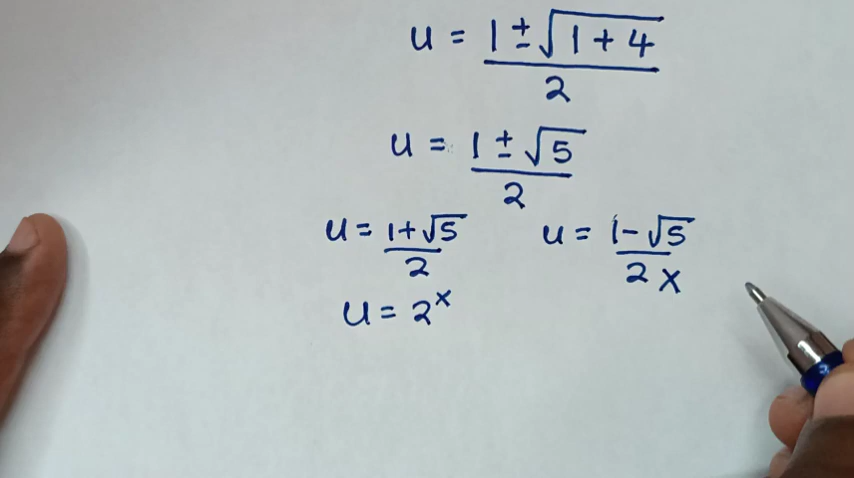 u = 1 ± √(1 + 4) / 2
u = 1 ± √5 / 2
u = 1 + √5 / 2 u = 1 - √5 / 2 x
u = 2^x